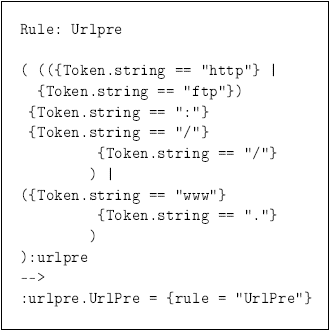 Rule: Urlpre
( (({Token.string == "http"} |
{Token.string == "ftp"})
{Token.string == ":"}
{Token.string == "/"}
{Token.string == "/"}
) |
({Token.string == "www"}
{Token.string == "."}
)
):urlpre
-->
:urlpre.UrlPre = {rule = "UrlPre"}